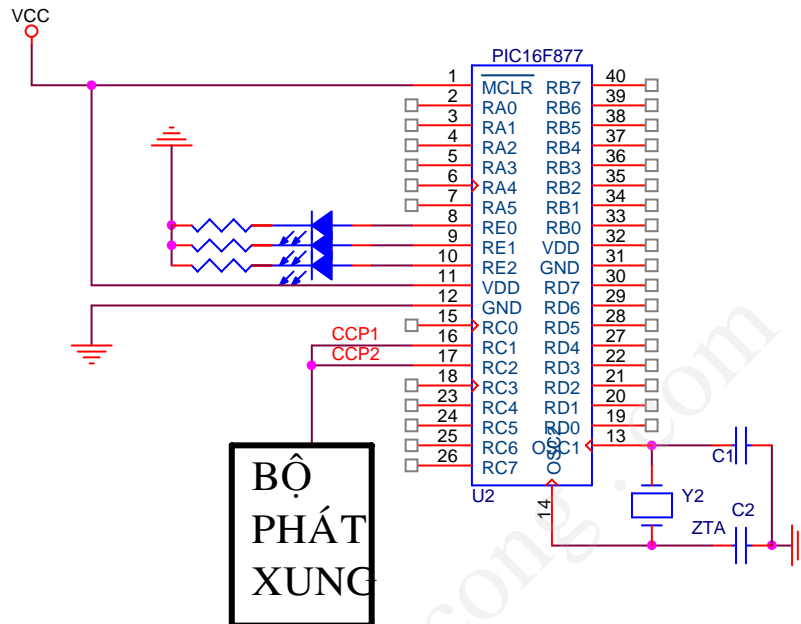 VCC
PIC16F877
1 MCLR RB7 40
2 RA0 RB6 39
3 RA1 RB5 38
4 RA2 RB4 37
5 RA3 RB3 36
6 RA4 RB2 35
7 RA5 RB1 34
8 RE0 RB0 33
9 RE1 VDD 32
10 RE2 GND 31
11 VDD RD7 30
12 GND RD6 29
15 RC0 RD5 28
CCP1 16 RC1 RD4 27
CCP2 17 RC2 RD3 22
18 RC3 RD2 21
23 RC4 RD1 20
24 RC5 RD0 19
25 RC6 OSC1 13
26 RC7
OSC2
14
U2
C1
Y2
C2
ZTA
BỘ
PHÁT
XUNG
cong . com